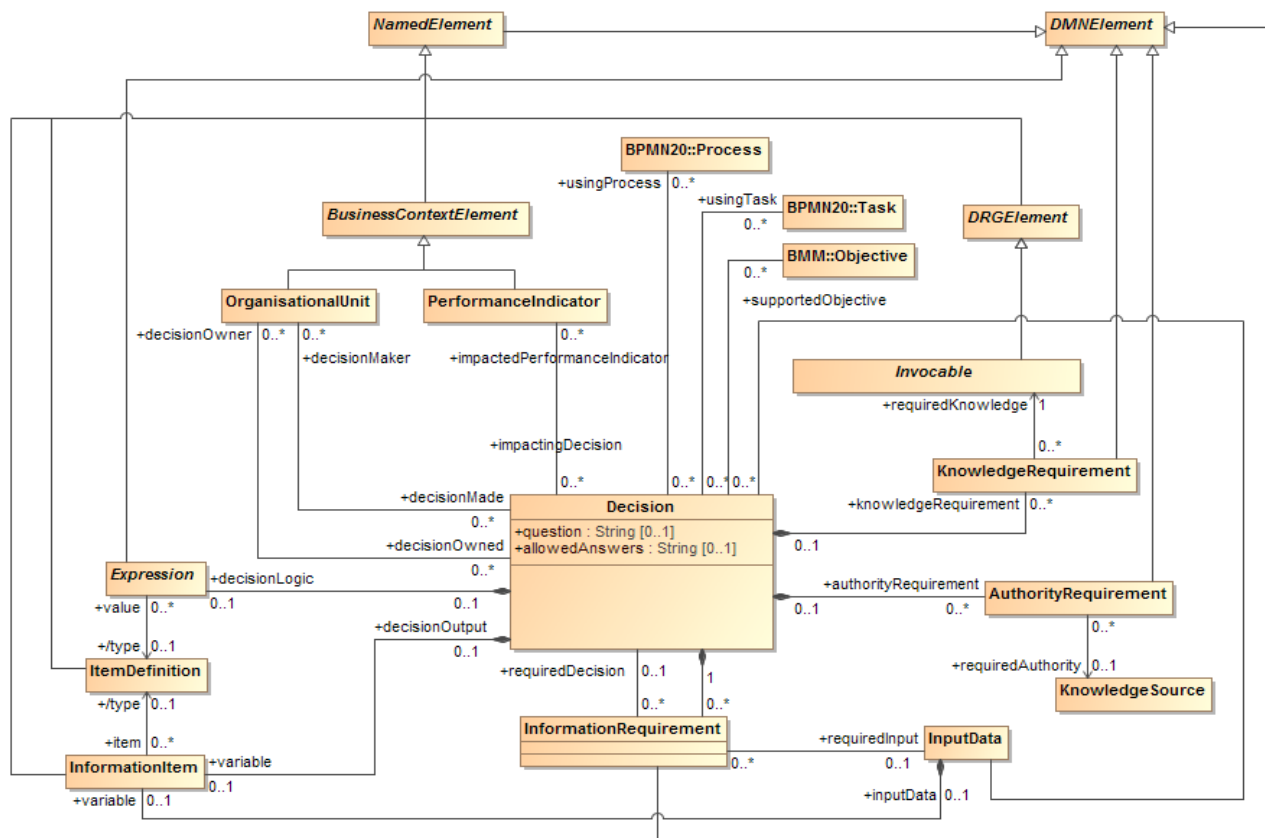 NamedElement
DMNElement
BPMN20::Process
+usingProcess 0..*
+usingTask
BPMN20::Task
0..*
BusinessContextElement
DRGElement
BMM::Objective
0..*
+supportedObjective
OrganisationalUnit
PerformanceIndicator
+decisionOwner 0..* 0..*
0..*
+decisionMaker
+impactedPerformanceIndicator
Invocable
+requiredKnowledge 1
+impactingDecision
0..*
KnowledgeRequirement
0..* 0..* 0..* 0..*
+knowledgeRequirement 0..*
+decisionMade
0..*
Decision
+question : String [0..1]
+allowedAnswers : String [0..1]
0..1
+decisionOwned
0..*
Expression
+decisionLogic
0..1 0..1
+authorityRequirement
0..1 0..*
AuthorityRequirement
+value 0..*
+decisionOutput
0..1
0..*
+/type 0..1
+requiredDecision 0..1
1
+requiredAuthority 0..1
ItemDefinition
KnowledgeSource
+/type 0..1
0..* 0..*
+item 0..*
InformationRequirement
+requiredInput
0..* 0..1
InputData
InformationItem
+variable
0..1
+variable 0..1
+inputData 0..1